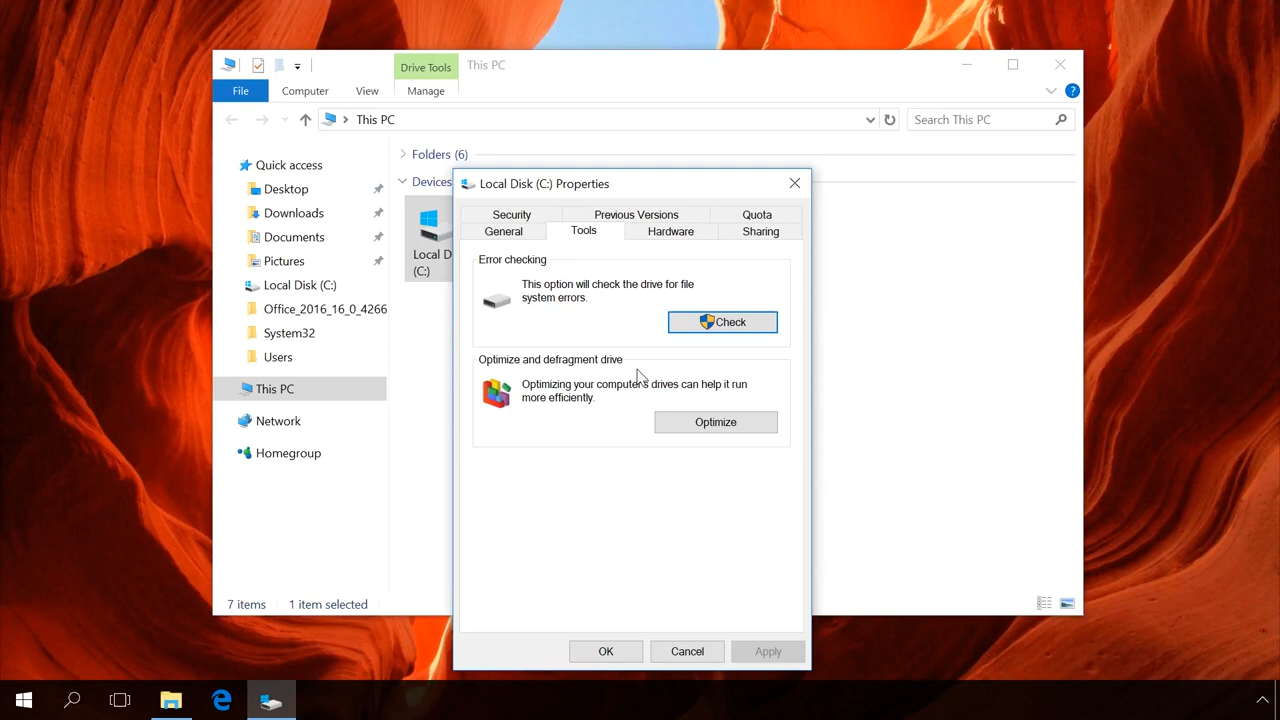 Drive Tools
This PC
File
Computer
View
Manage
This PC
Search This PC
Quick access
Desktop
Downloads
Documents
Pictures
Local Disk (C:)
Office_2016_16_0_4266
System32
Users
This PC
Network
Homegroup
Folders (6)
Devices
Local D
(C:)
Local Disk (C:) Properties
Security
Previous Versions
Quota
General
Tools
Hardware
Sharing
Error checking
This option will check the drive for file
system errors.
Check
Optimize and defragment drive
Optimizing your computer's drives can help it run
more efficiently.
Optimize
OK
Cancel
Apply
7 items
1 item selected